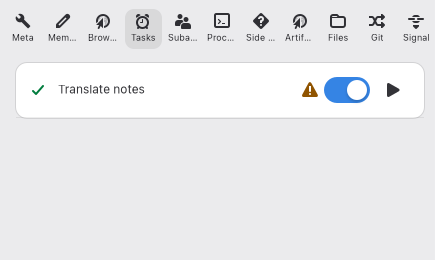 Meta
Mem...
Brow...
Tasks
Suba...
Proc...
Side ...
Artif...
Files
Git
Signal
Translate notes